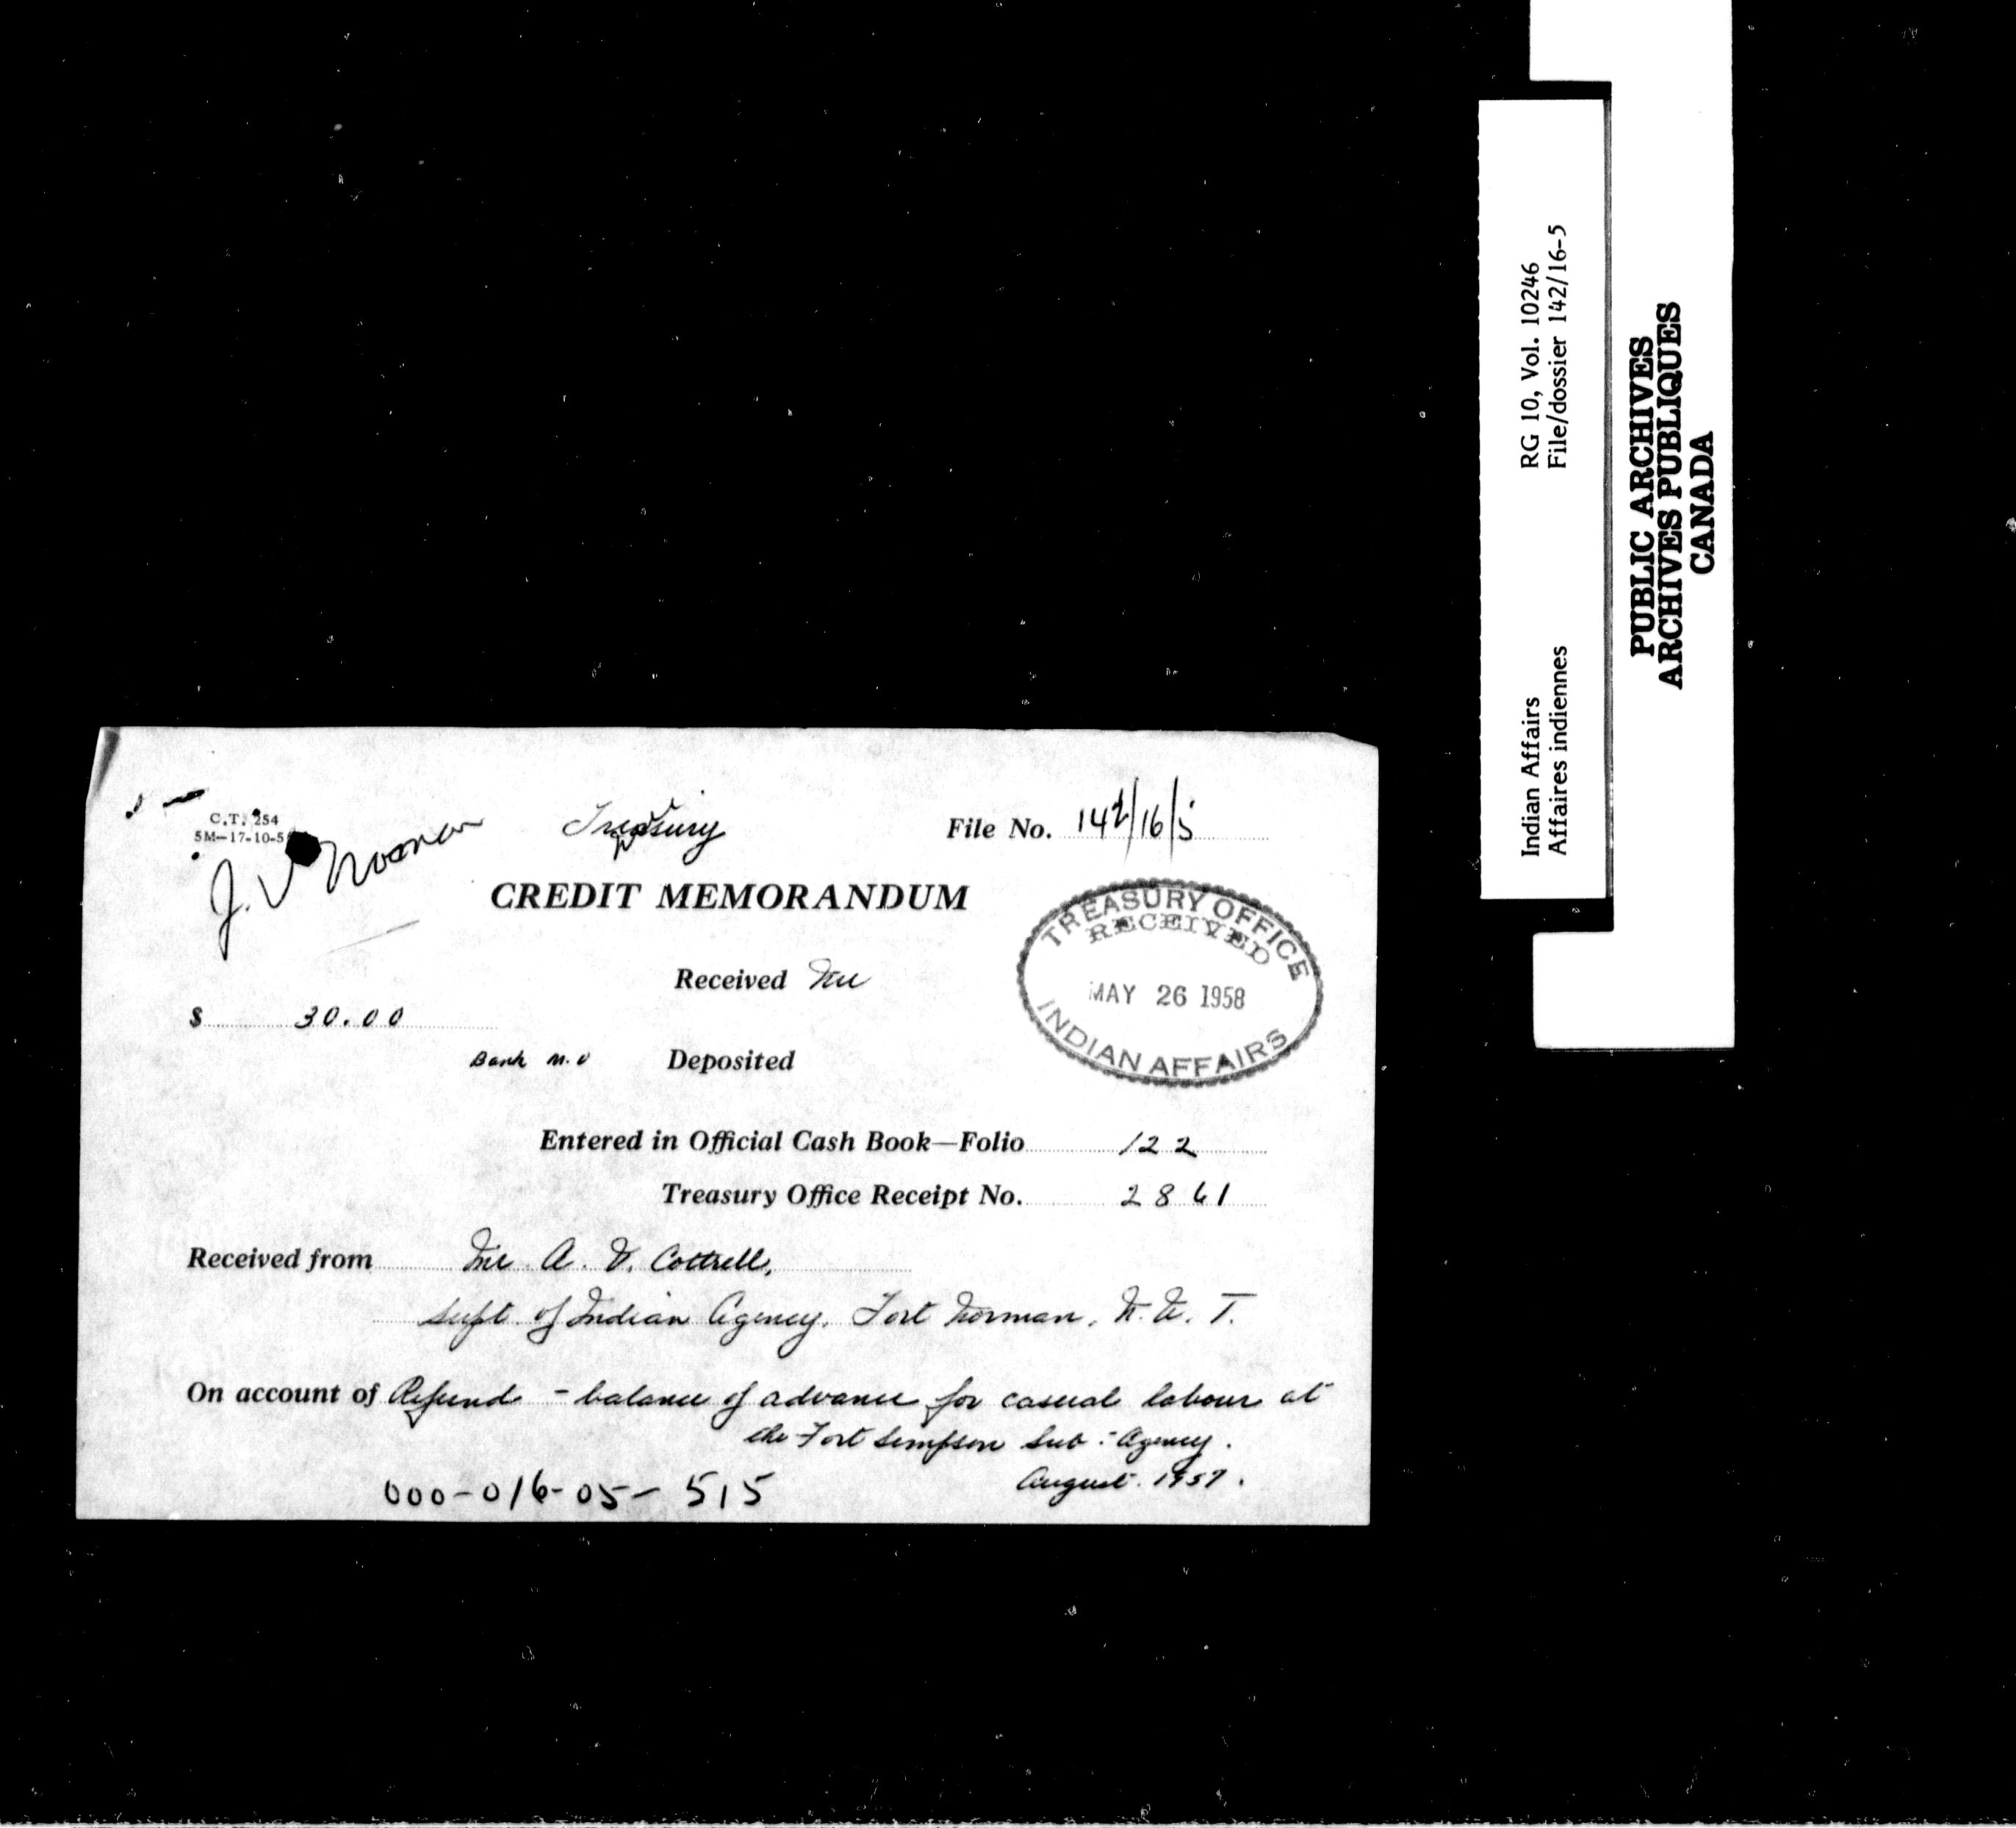 C.T. 254
5M-17-10-5
J. V Noonan
Treasury
File No. 142/16/5
CREDIT MEMORANDUM
TREASURY OFFICE
RECEIVED
MAY 26 1958
INDIAN AFFAIRS
Received
$ 30.00
Bank M.O Deposited
Entered in Official Cash Book—Folio 122
Treasury Office Receipt No. 2861
Received from Mr A. Cottrell,
Supt. of Indian Agency. Fort Norman, N.W.T.
On account of Refund - balance of advance for casual labour at
the Fort Simpson Sub-Agency.
August 1957.
000-016-05-515
Indian Affairs RG 10, Vol. 10246
Affaires indiennes File/dossier 142/16-5
PUBLIC ARCHIVES
ARCHIVES PUBLIQUES
CANADA